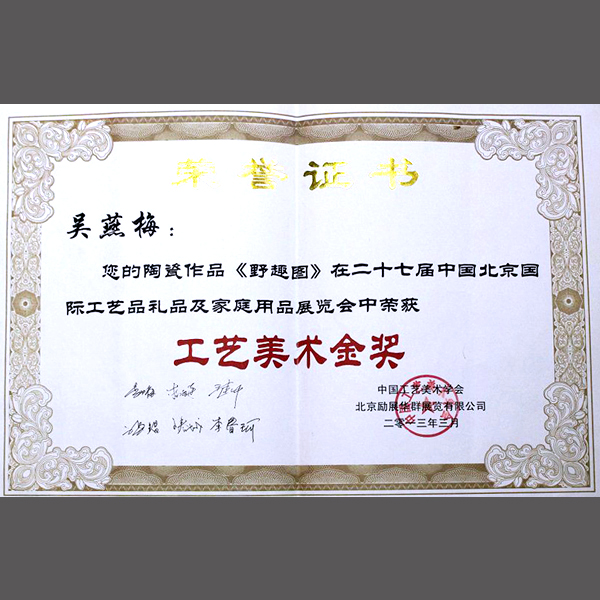 荣誉证书
吴燕梅：
您的陶瓷作品《野趣图》在二十七届中国北京国
际工艺品礼品及家庭用品展览会中荣获
工艺美术金奖
中国工艺美术学会
北京励展华群展览有限公司
二零一三年三月